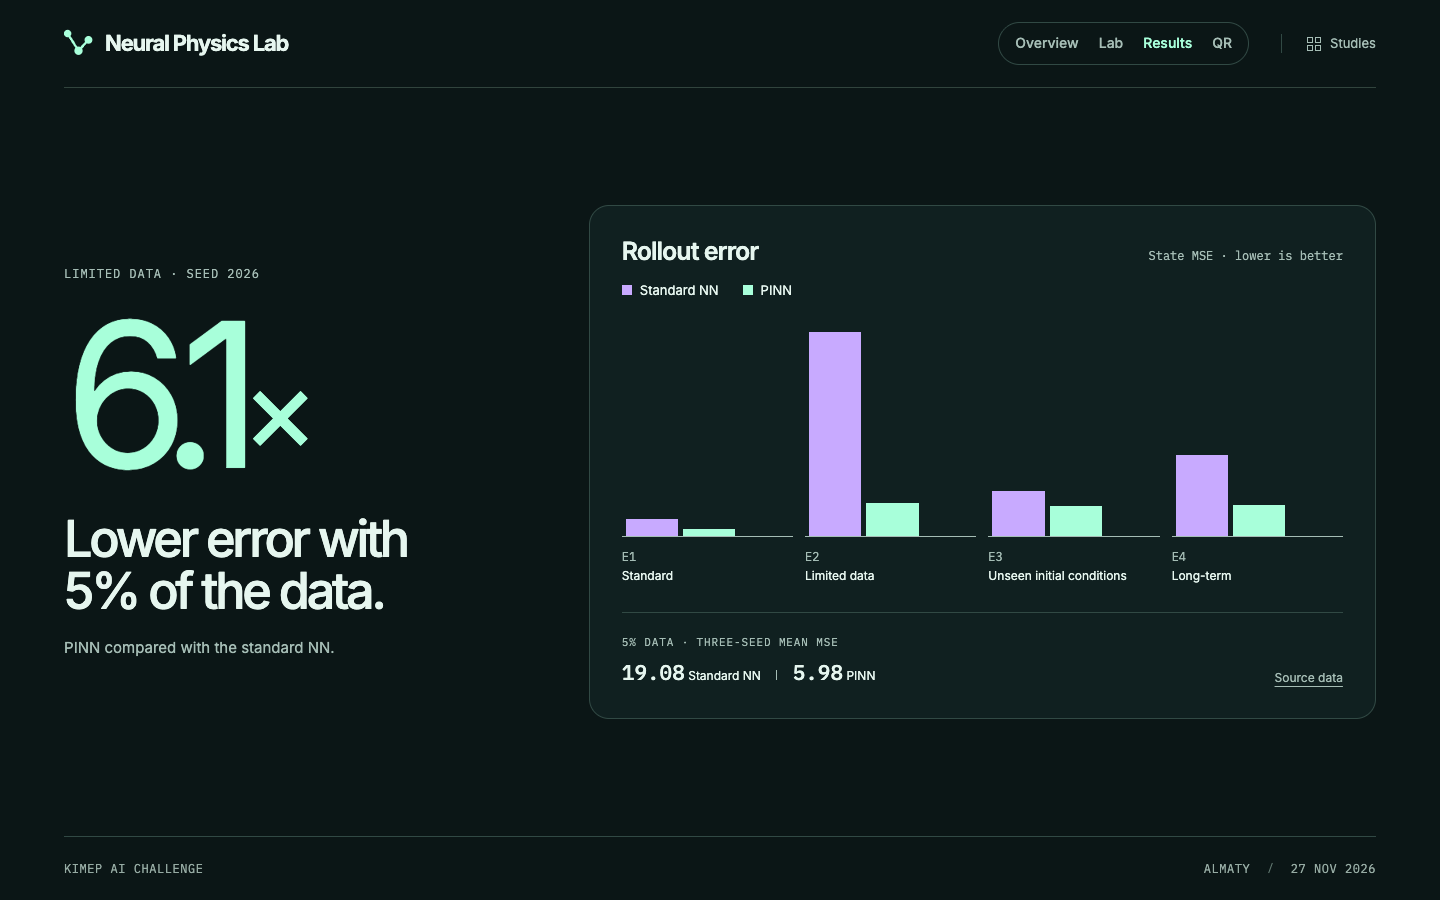 Neural Physics Lab
Overview Lab Results QR Studies
LIMITED DATA · SEED 2026
6.1×
Lower error with
5% of the data.
PINN compared with the standard NN.
Rollout error
State MSE · lower is better
Standard NN PINN
E1
Standard
E2
Limited data
E3
Unseen initial conditions
E4
Long-term
5% DATA · THREE-SEED MEAN MSE
19.08 Standard NN | 5.98 PINN
Source data
KIMEP AI CHALLENGE
ALMATY / 27 NOV 2026